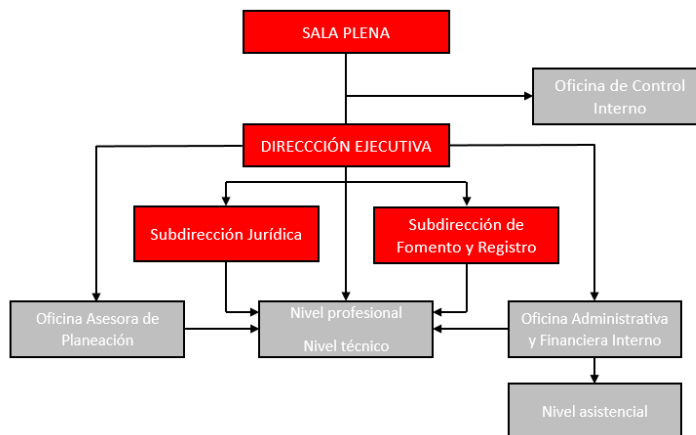 SALA PLENA
Oficina de Control
Interno
DIRECCCIÓN EJECUTIVA
Subdirección Jurídica
Subdirección de
Fomento y Registro
Oficina Asesora de
Planeación
Nivel profesional
Nivel técnico
Oficina Administrativa
y Financiera Interno
Nivel asistencial